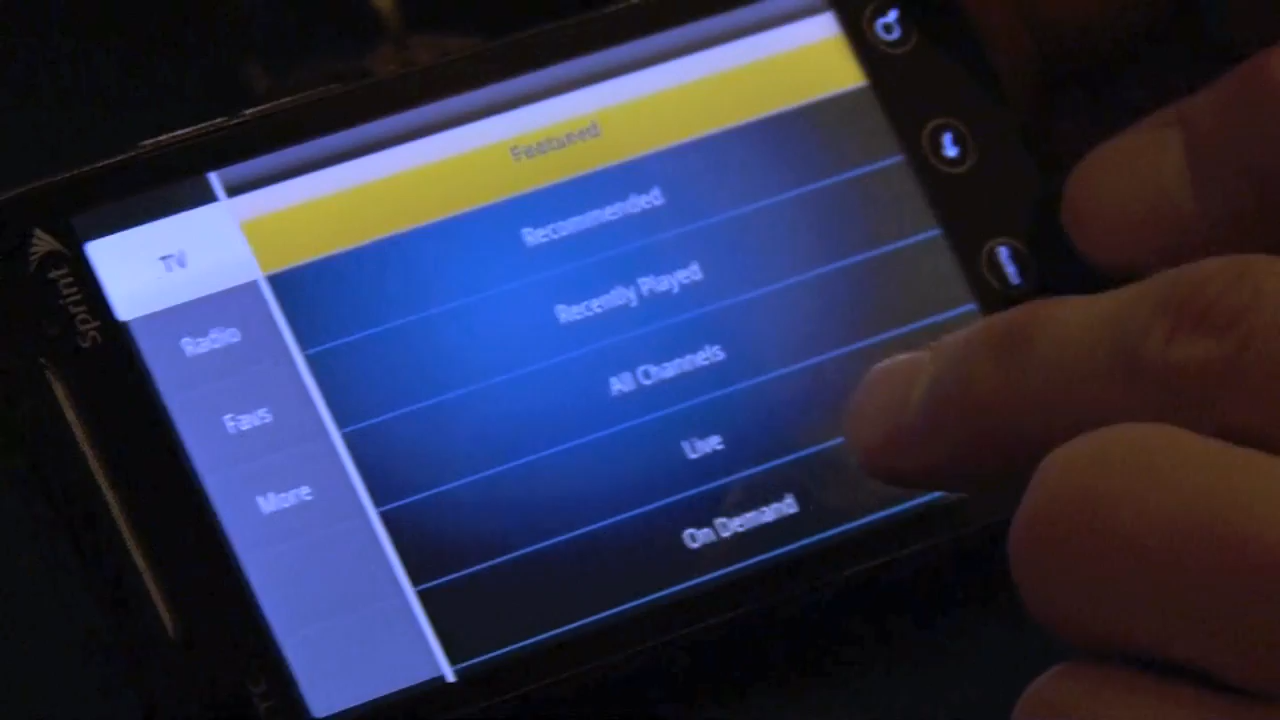 sprint
TV
Radio
Favs
More
Featured
Recommended
Recently Played
All Channels
Live
On Demand